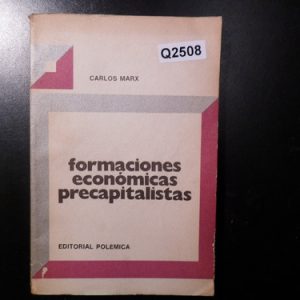 Q2508
CARLOS MARX
formaciones
económicas
precapitalistas
EDITORIAL POLEMICA